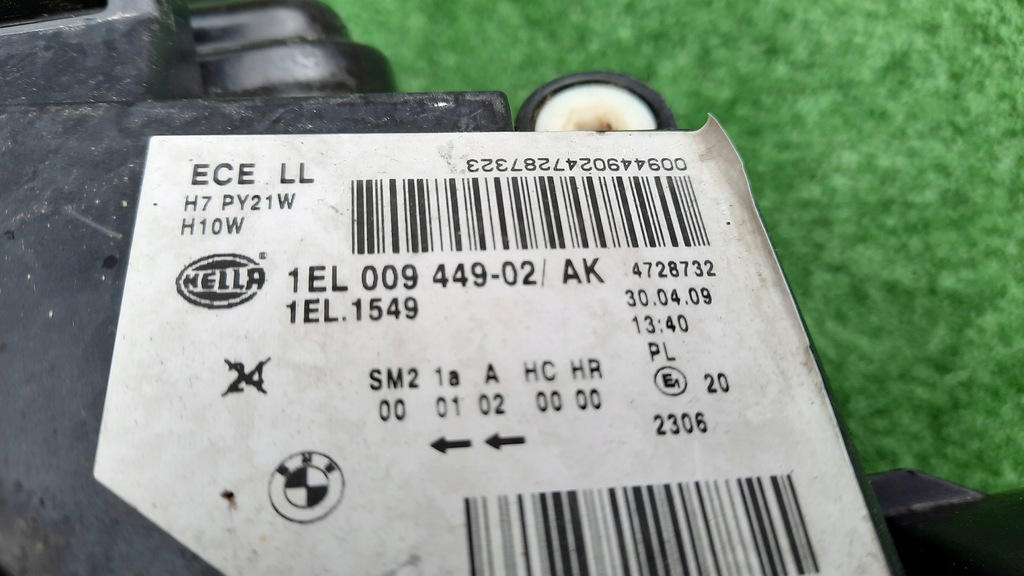 0094490247287323
ECE LL
H7 PY21W
H10W
HELLA ®
1EL 009 449-02/ AK
1EL.1549
4728732
30.04.09
13:40
PL
24
SM2 1a A HC HR
00 01 02 00 00
E1 20
2306
BMW